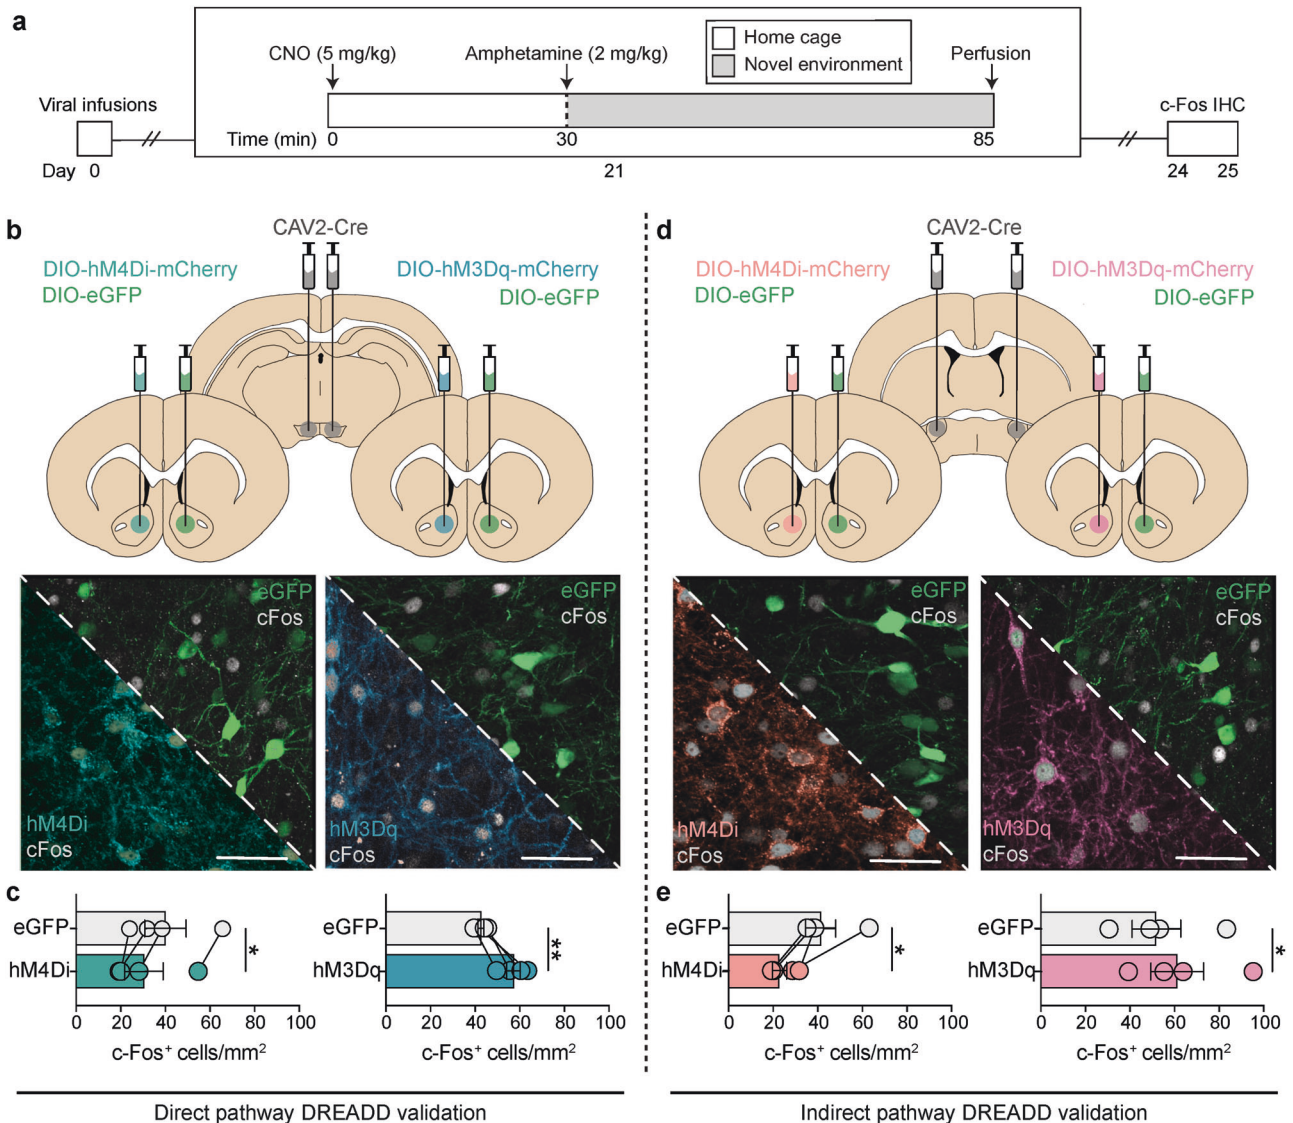 a
CNO (5 mg/kg)
Amphetamine (2 mg/kg)
Home cage
Novel environment
Perfusion
Viral infusions
c-Fos IHC
Time (min) 0 30 85
Day 0 21 24 25
b
CAV2-Cre
DIO-hM4Di-mCherry
DIO-eGFP
DIO-hM3Dq-mCherry
DIO-eGFP
eGFP
cFos
hM4Di
cFos
eGFP
cFos
hM3Dq
cFos
c
eGFP
hM4Di
*
0 20 40 60 80 100
c-Fos⁺ cells/mm²
eGFP
hM3Dq
**
0 20 40 60 80 100
c-Fos⁺ cells/mm²
Direct pathway DREADD validation
d
CAV2-Cre
DIO-hM4Di-mCherry
DIO-eGFP
DIO-hM3Dq-mCherry
DIO-eGFP
eGFP
cFos
hM4Di
cFos
eGFP
cFos
hM3Dq
cFos
e
eGFP
hM4Di
*
0 20 40 60 80 100
c-Fos⁺ cells/mm²
eGFP
hM3Dq
*
0 20 40 60 80 100
c-Fos⁺ cells/mm²
Indirect pathway DREADD validation